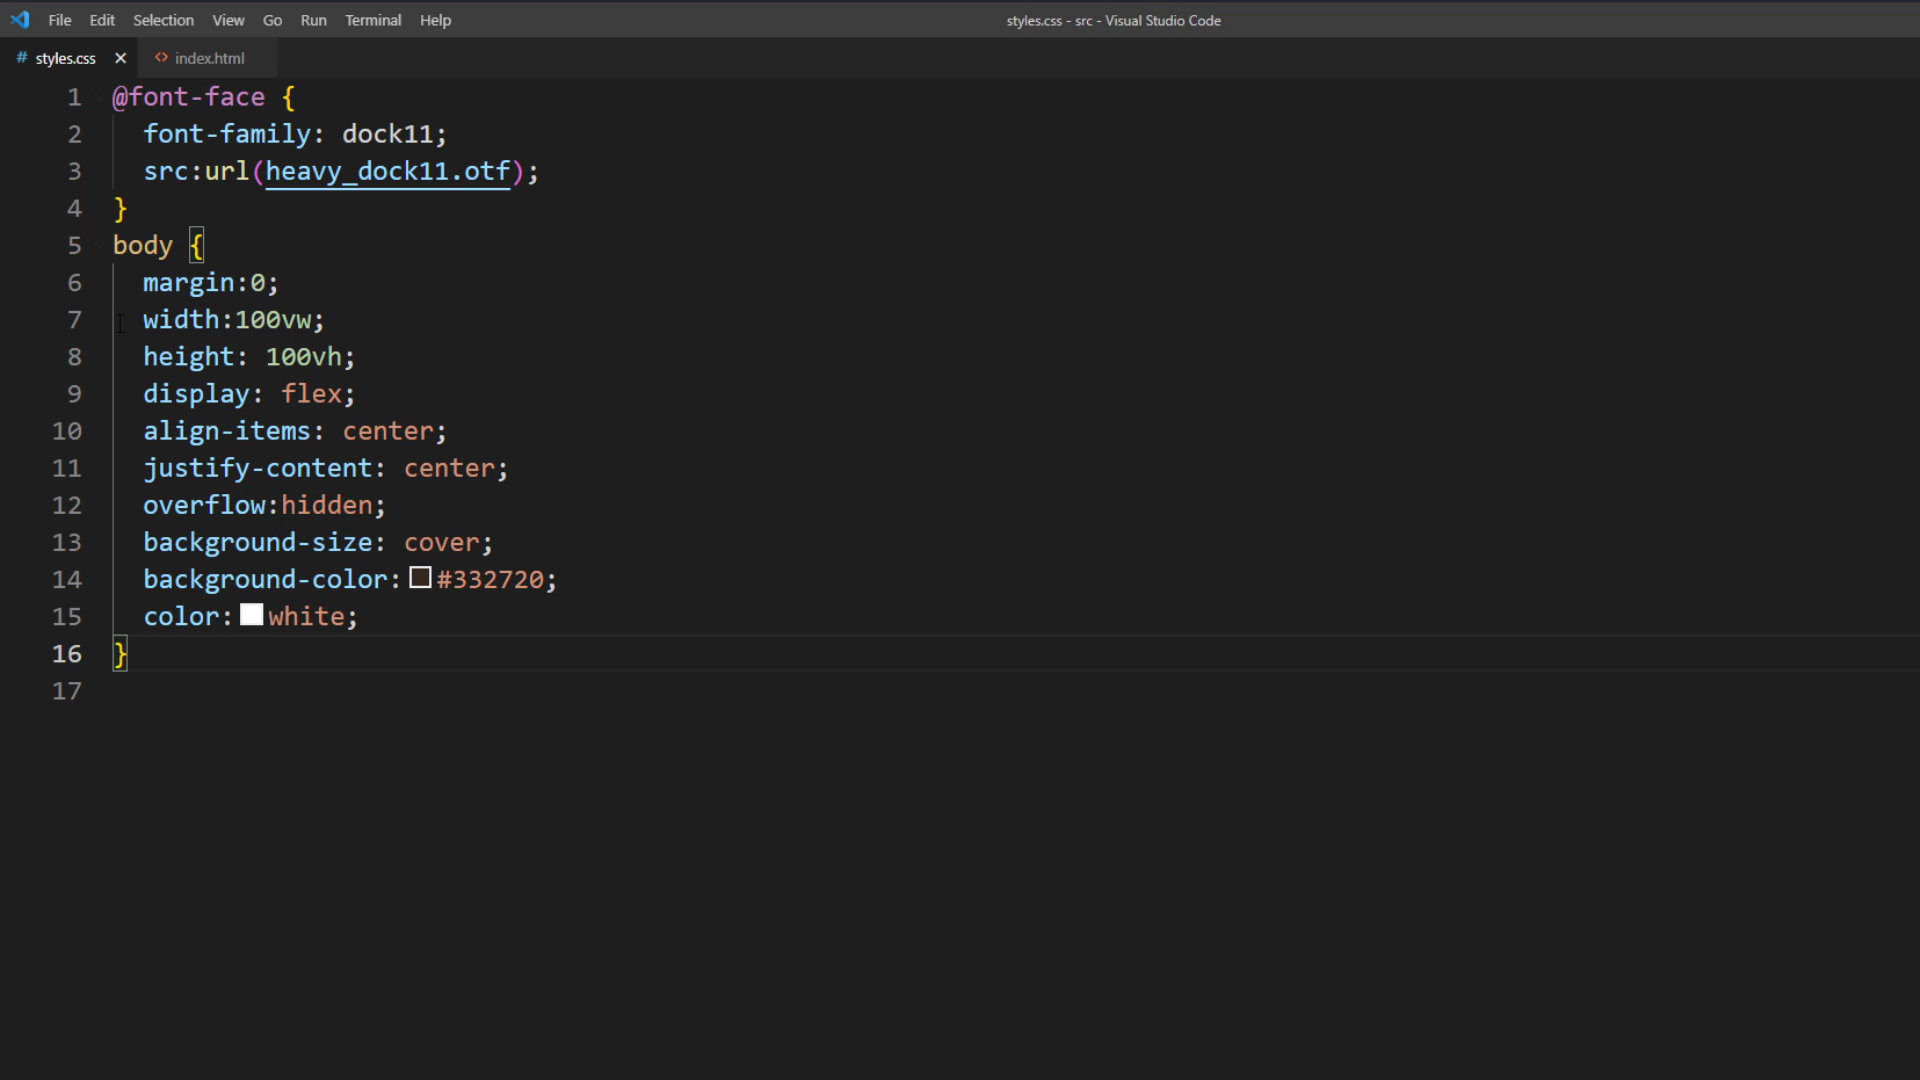 File Edit Selection View Go Run Terminal Help styles.css - src - Visual Studio Code
# styles.css × <> index.html
1 @font-face {
2 font-family: dock11;
3 src:url(heavy_dock11.otf);
4 }
5 body {
6 margin:0;
7 width:100vw;
8 height: 100vh;
9 display: flex;
10 align-items: center;
11 justify-content: center;
12 overflow:hidden;
13 background-size: cover;
14 background-color:#332720;
15 color:white;
16 }
17